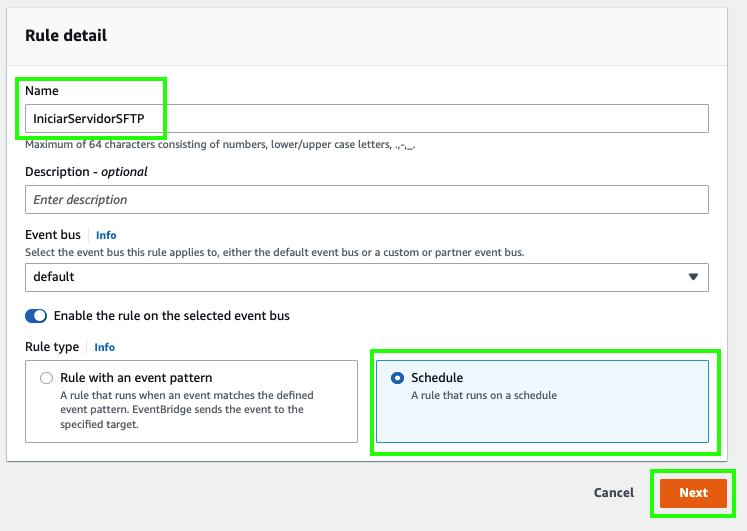 Rule detail
Name
IniciarServidorSFTP
Maximum of 64 characters consisting of numbers, lower/upper case letters, .,-,_.
Description - optional
Enter description
Event bus Info
Select the event bus this rule applies to, either the default event bus or a custom or partner event bus.
default
Enable the rule on the selected event bus
Rule type Info
Rule with an event pattern
A rule that runs when an event matches the defined
event pattern. EventBridge sends the event to the
specified target.
Schedule
A rule that runs on a schedule
Cancel Next